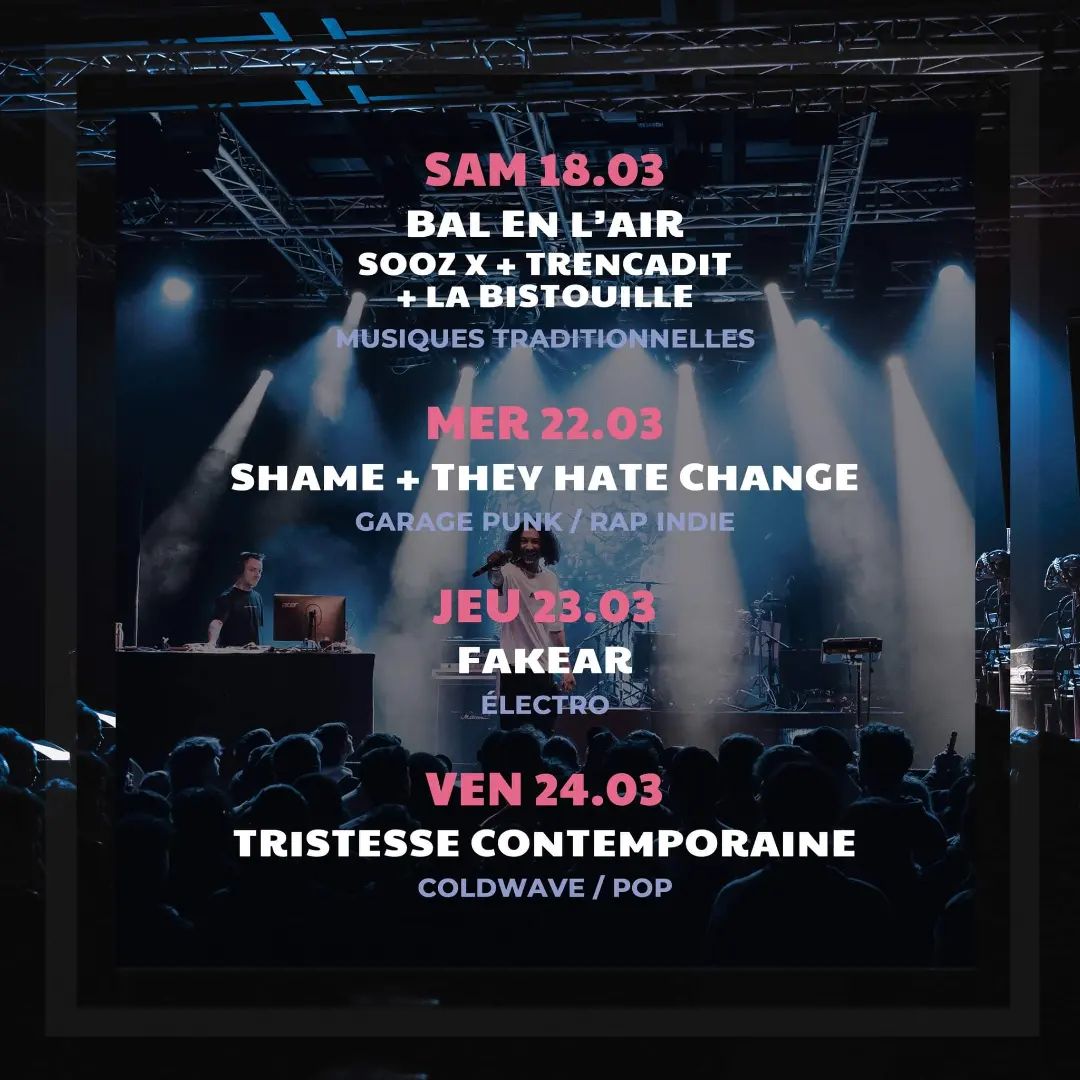 SAM 18.03
BAL EN L’AIR
SOOZ X + TRENCADIT
+ LA BISTOUILLE
MUSIQUES TRADITIONNELLES
MER 22.03
SHAME + THEY HATE CHANGE
GARAGE PUNK / RAP INDIE
JEU 23.03
FAKEAR
ÉLECTRO
acer
VEN 24.03
TRISTESSE CONTEMPORAINE
COLDWAVE / POP